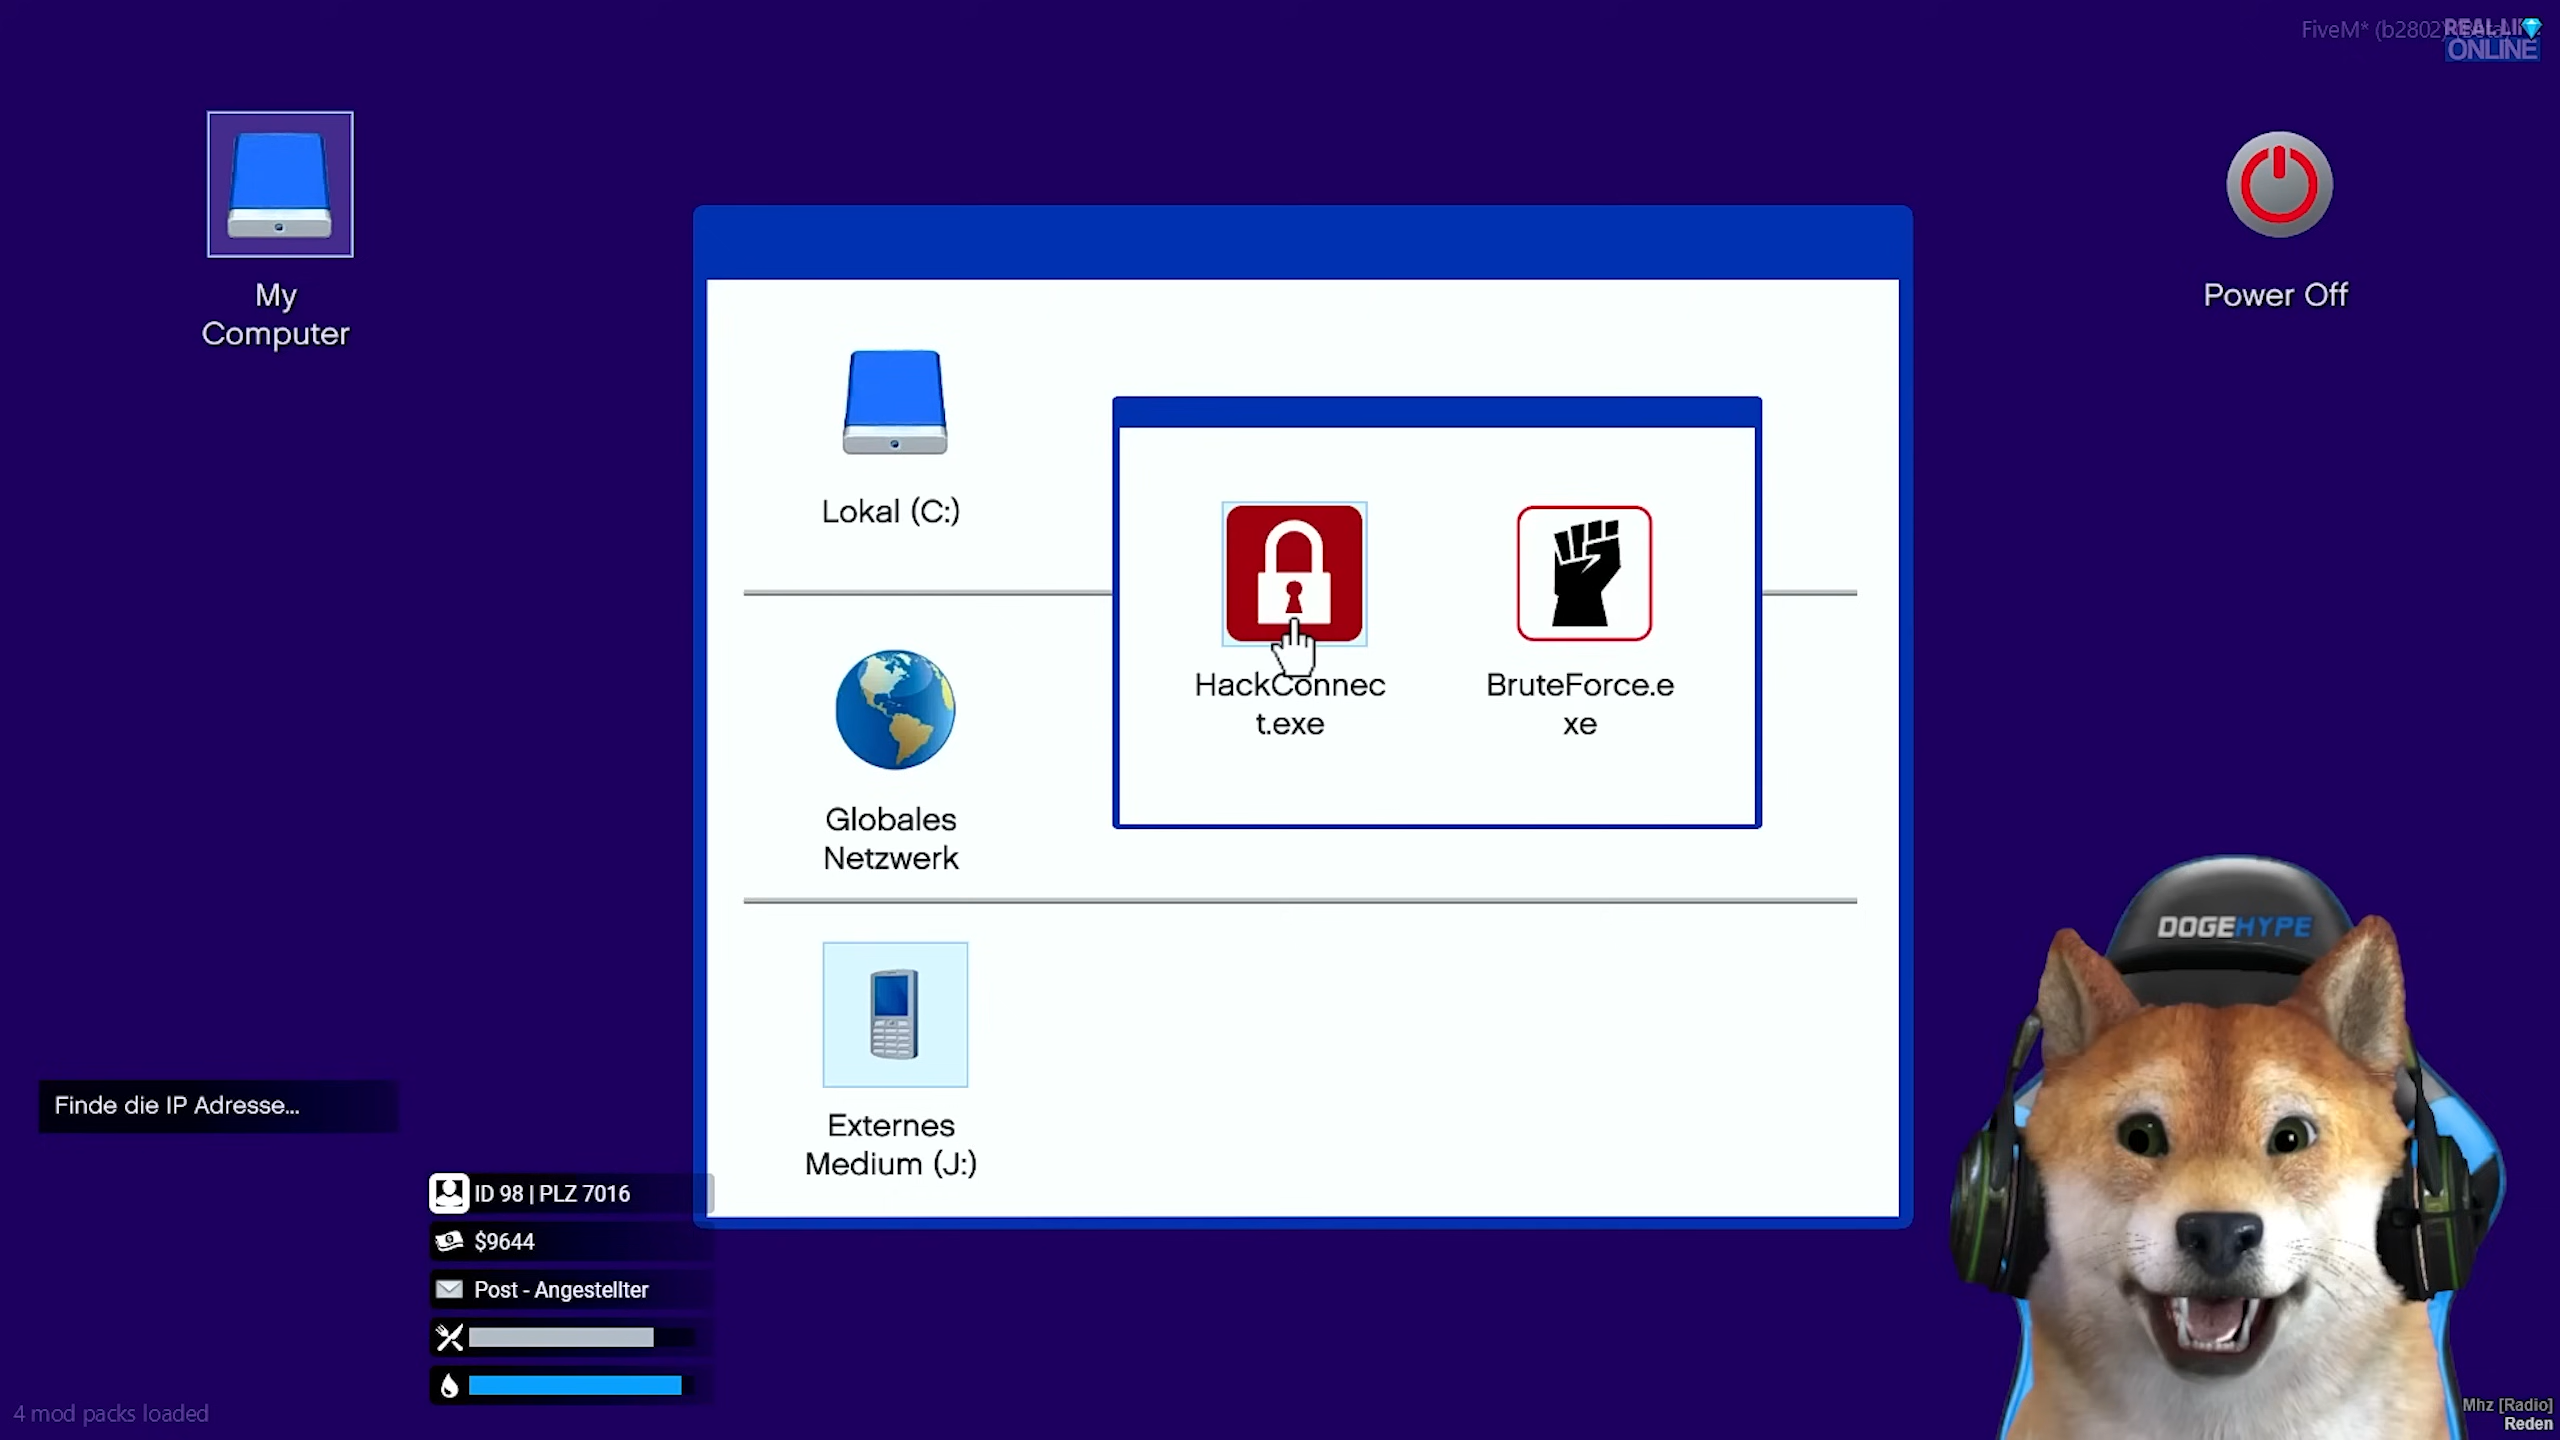 FiveM* (b2802)
REAL LIFE
ONLINE
My
Computer
Power Off
Lokal (C:)
HackConnec
t.exe
BruteForce.e
xe
Globales
Netzwerk
Externes
Medium (J:)
DOGEHYPE
Finde die IP Adresse...
ID 98 | PLZ 7016
$9644
Post - Angestellter
4 mod packs loaded
Mhz [Radio]
Reden